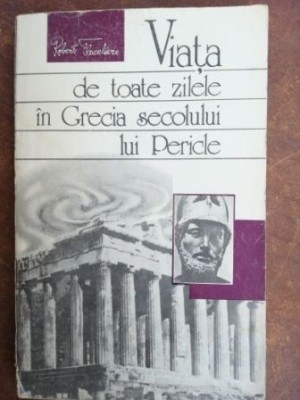 Robert Flacelière
Viața
de toate zilele
în Grecia secolului
lui Pericle